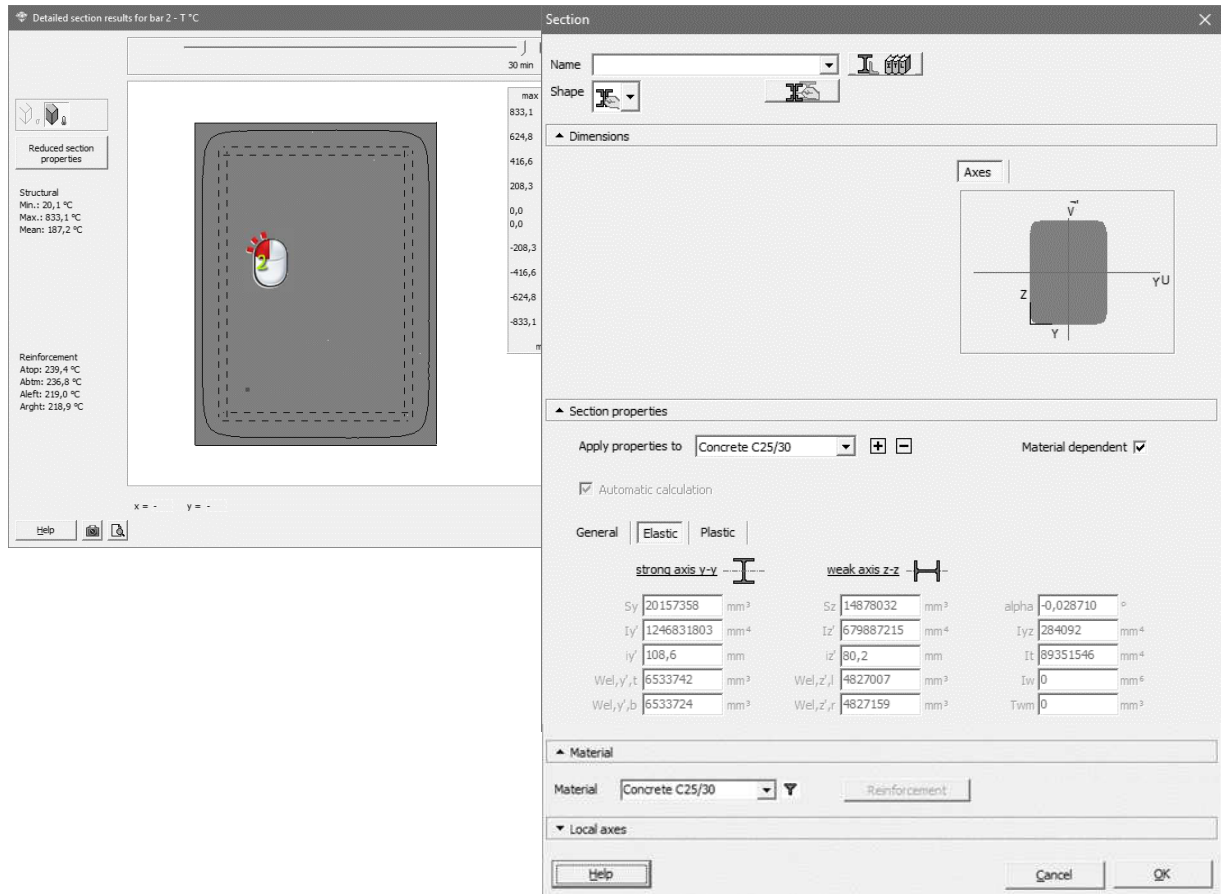 Detailed section results for bar 2 - T °C
30 min
max
833,1
624,8
416,6
208,3
0,0
0,0
-208,3
-416,6
-624,8
-833,1
Reduced section
properties
Structural
Min.: 20,1 °C
Max.: 833,1 °C
Mean: 187,2 °C
2
Reinforcement
Atop: 239,4 °C
Abtm: 236,8 °C
Aleft: 219,0 °C
Arght: 218,9 °C
x = - y = -
Help
Section
Name
Shape
Dimensions
Axes
V
Y U
Z
Y
Section properties
Apply properties to Concrete C25/30 Material dependent
Automatic calculation
General Elastic Plastic
strong axis y-y weak axis z-z
Sy 20157358 mm³ Sz 14878032 mm³ alpha -0,028710 °
Iy' 1246831803 mm⁴ Iz' 679887215 mm⁴ Iyz 284092 mm⁴
iy' 108,6 mm iz' 80,2 mm It 89351546 mm⁴
Wel,y',t 6533742 mm³ Wel,z',l 4827007 mm³ Iw 0 mm⁶
Wel,y',b 6533724 mm³ Wel,z',r 4827159 mm³ Twm 0 mm³
Material
Material Concrete C25/30 Reinforcement
Local axes
Help Cancel OK